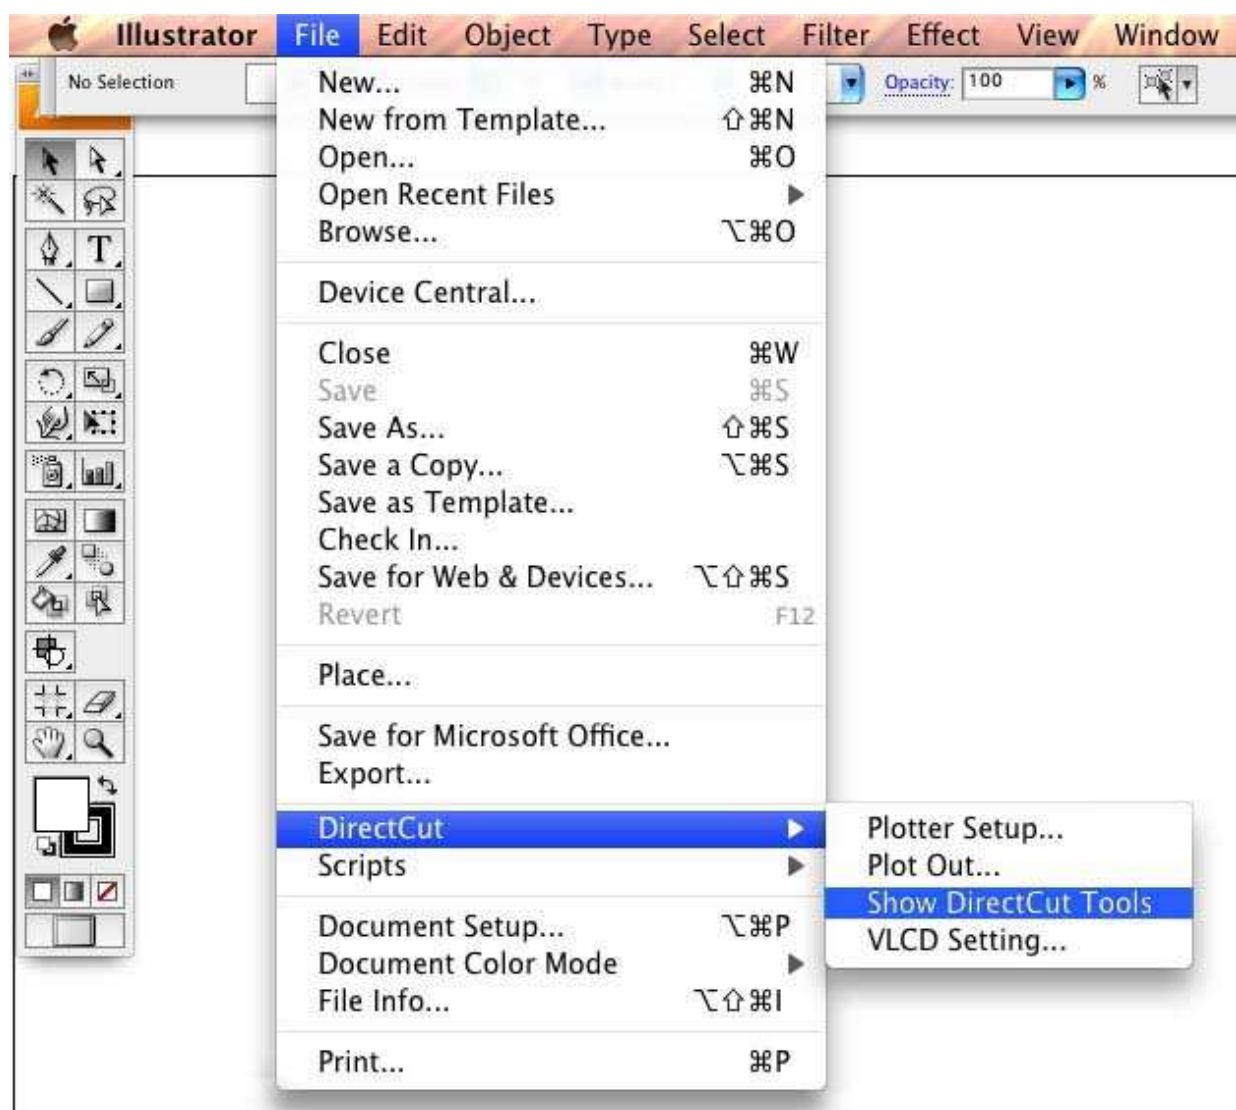 Illustrator File Edit Object Type Select Filter Effect View Window
No Selection
Opacity: 100 %
New... ⌘N
New from Template... ⇧⌘N
Open... ⌘O
Open Recent Files
Browse... ⌥⌘O
Device Central...
Close ⌘W
Save ⌘S
Save As... ⇧⌘S
Save a Copy... ⌥⌘S
Save as Template...
Check In...
Save for Web & Devices... ⌥⇧⌘S
Revert F12
Place...
Save for Microsoft Office...
Export...
DirectCut
Plotter Setup...
Scripts
Plot Out...
Show DirectCut Tools
Document Setup... ⌥⌘P
VLCD Setting...
Document Color Mode
File Info... ⌥⇧⌘I
Print... ⌘P